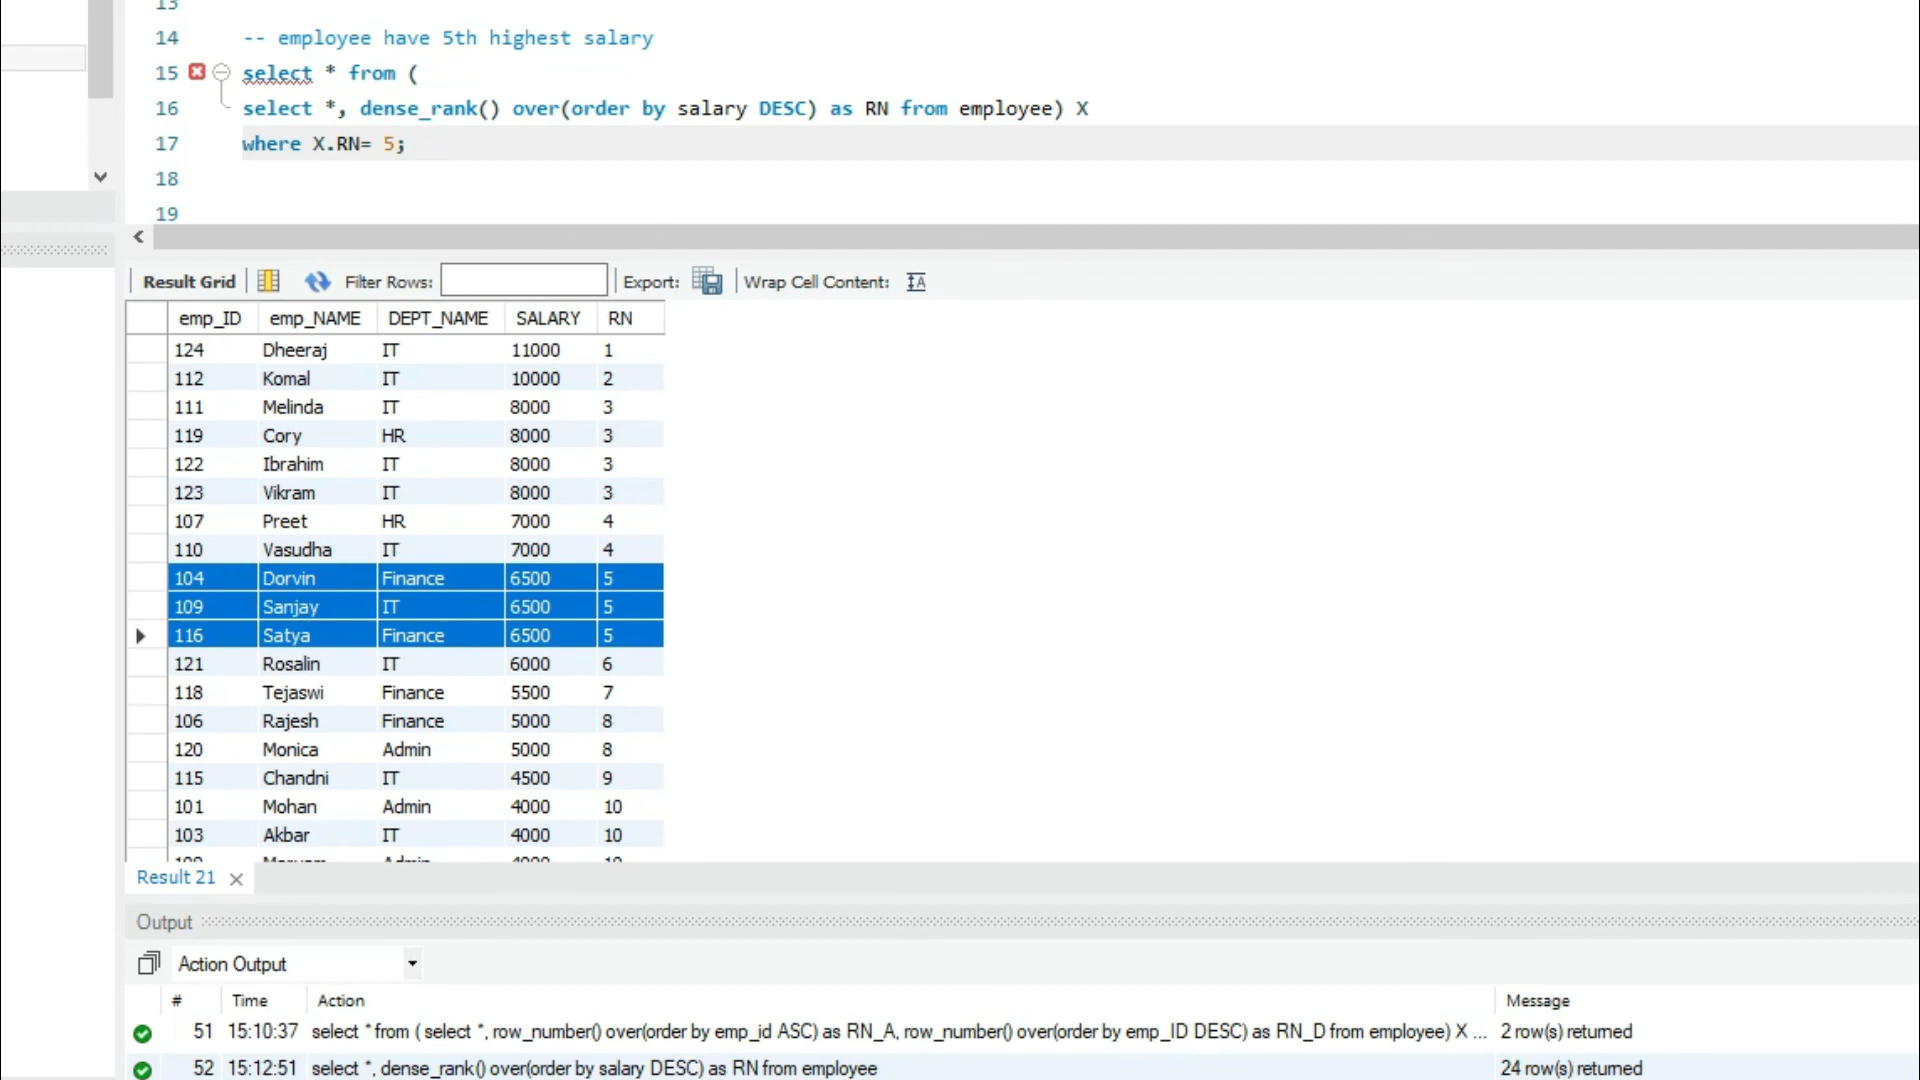 13
14 -- employee have 5th highest salary
15 select * from (
16 select *, dense_rank() over(order by salary DESC) as RN from employee) X
17 where X.RN= 5;
18
19
Result Grid Filter Rows: Export: Wrap Cell Content:
emp_ID emp_NAME DEPT_NAME SALARY RN
124 Dheeraj IT 11000 1
112 Komal IT 10000 2
111 Melinda IT 8000 3
119 Cory HR 8000 3
122 Ibrahim IT 8000 3
123 Vikram IT 8000 3
107 Preet HR 7000 4
110 Vasudha IT 7000 4
104 Dorvin Finance 6500 5
109 Sanjay IT 6500 5
116 Satya Finance 6500 5
121 Rosalin IT 6000 6
118 Tejaswi Finance 5500 7
106 Rajesh Finance 5000 8
120 Monica Admin 5000 8
115 Chandni IT 4500 9
101 Mohan Admin 4000 10
103 Akbar IT 4000 10
Admin 4000 10
Result 21
Output
Action Output
# Time Action Message
51 15:10:37 select * from ( select *, row_number() over(order by emp_id ASC) as RN_A, row_number() over(order by emp_ID DESC) as RN_D from employee) X ... 2 row(s) returned
52 15:12:51 select *, dense_rank() over(order by salary DESC) as RN from employee 24 row(s) returned